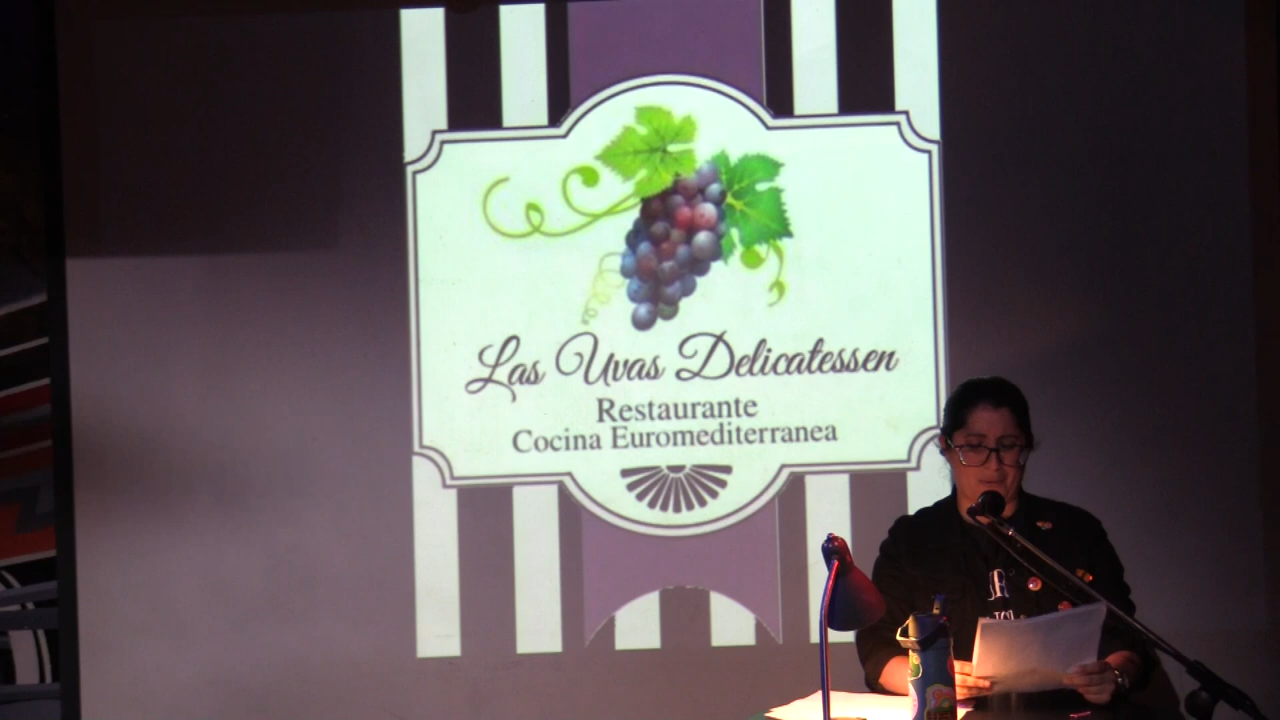 Las Uvas Delicatessen
Restaurante
Cocina Euromediterranea